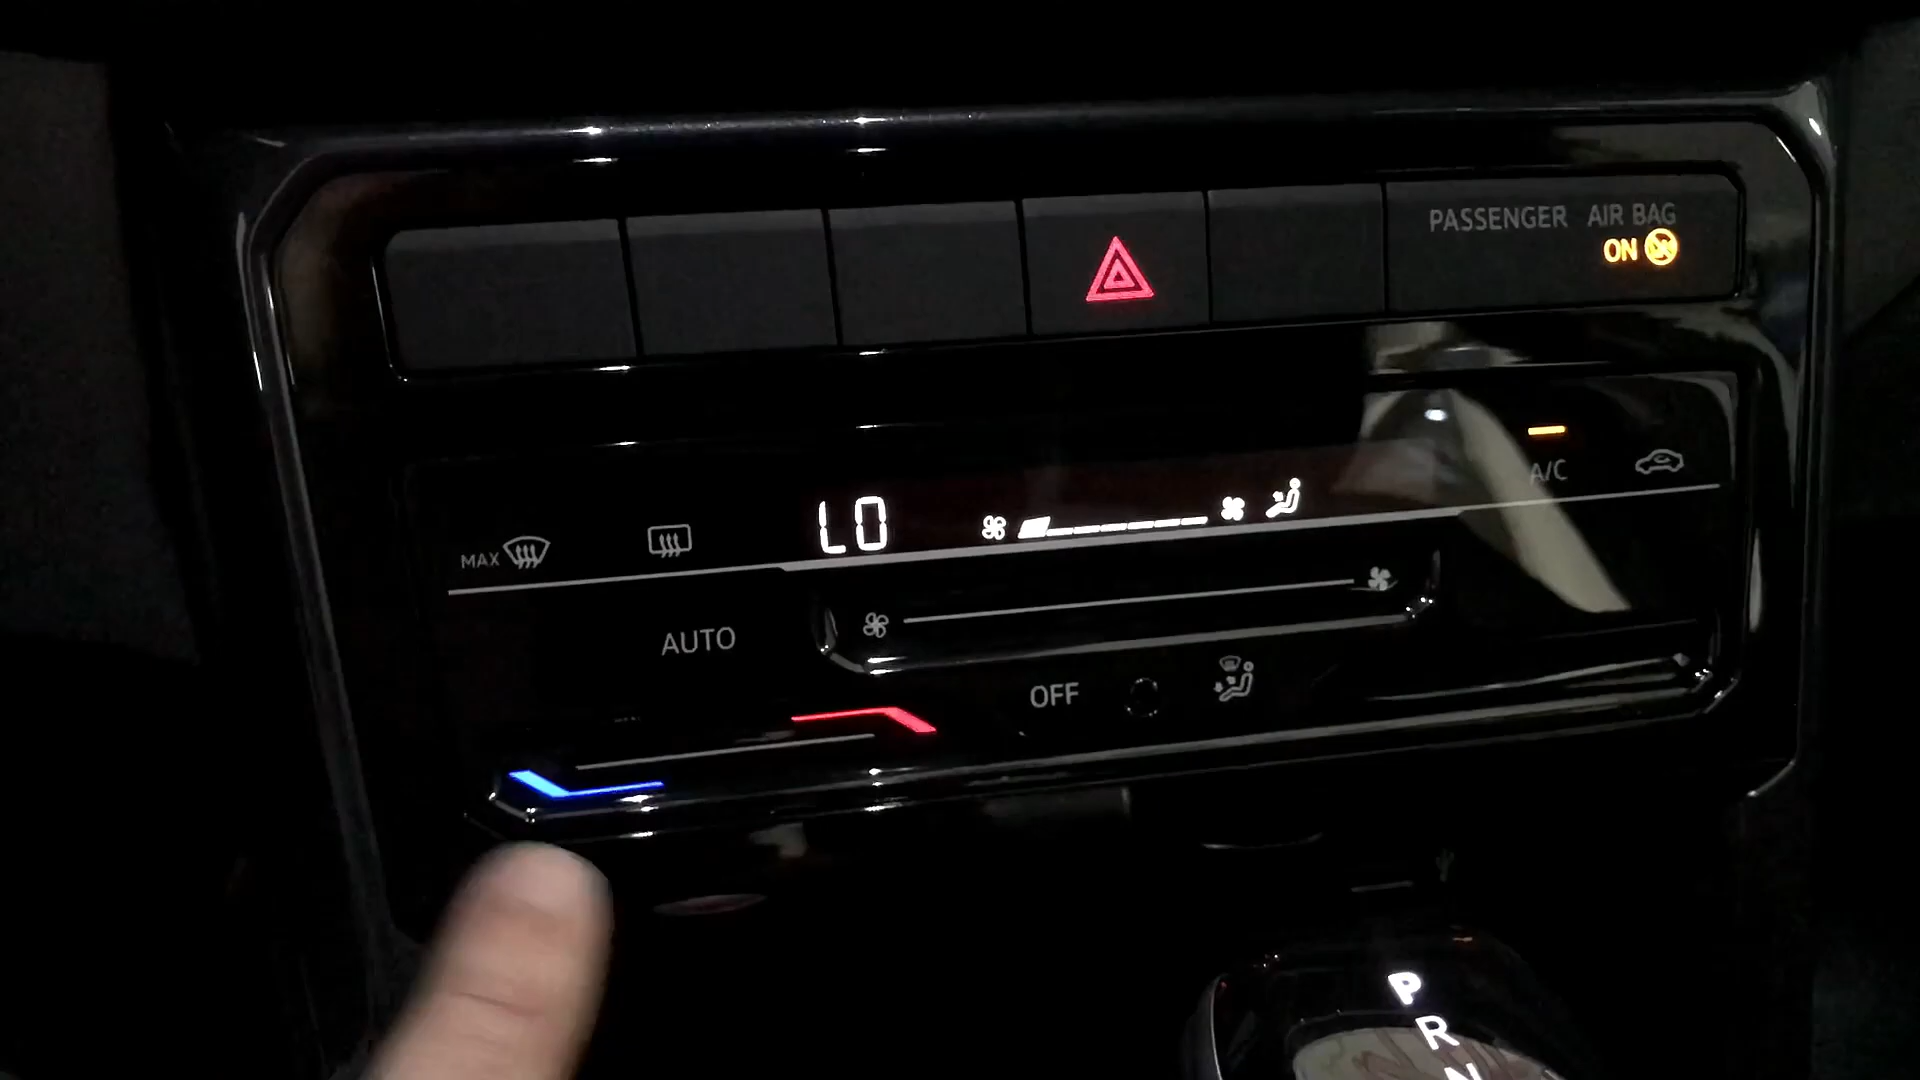 PASSENGER AIR BAG
ON
A/C
LO
MAX
AUTO
OFF
P
R
N